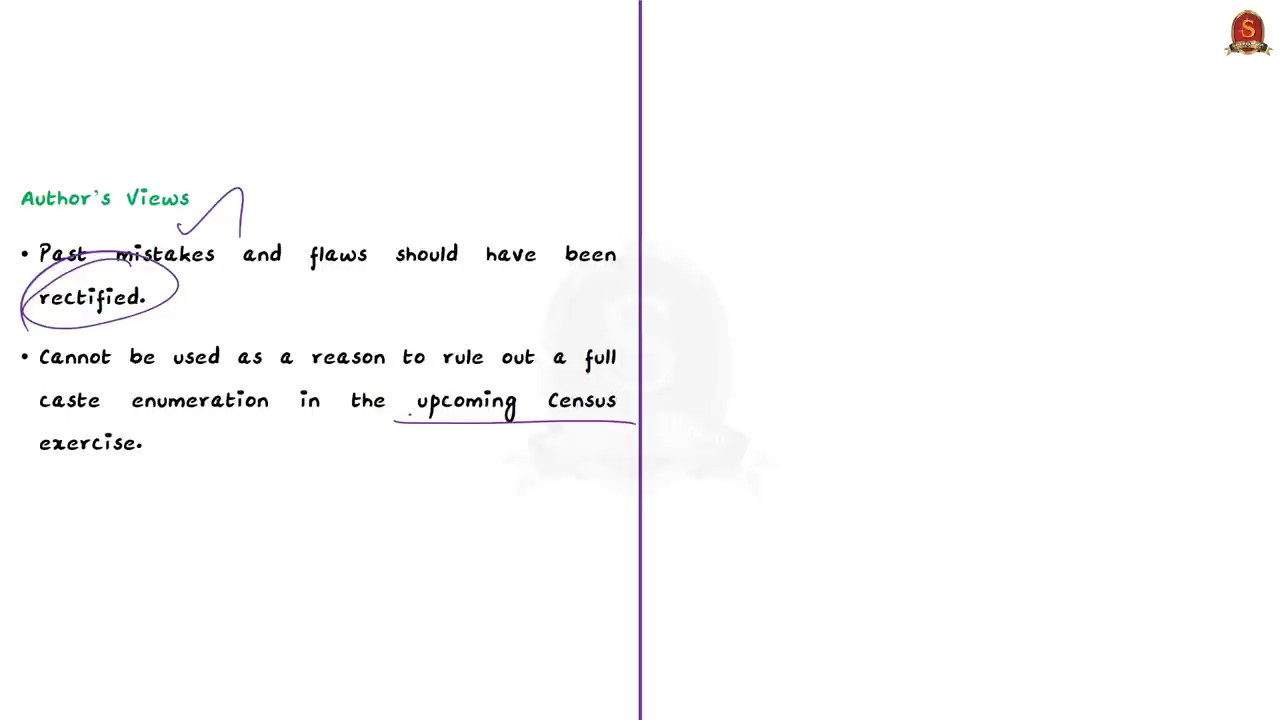 Author's Views
• Past mistakes and flaws should have been
rectified.
• Cannot be used as a reason to rule out a full
caste enumeration in the upcoming Census
exercise.
S